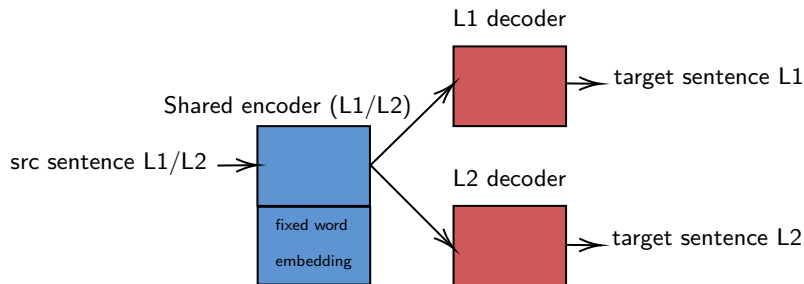 L1 decoder
target sentence L1
Shared encoder (L1/L2)
src sentence L1/L2
L2 decoder
fixed word
embedding
target sentence L2